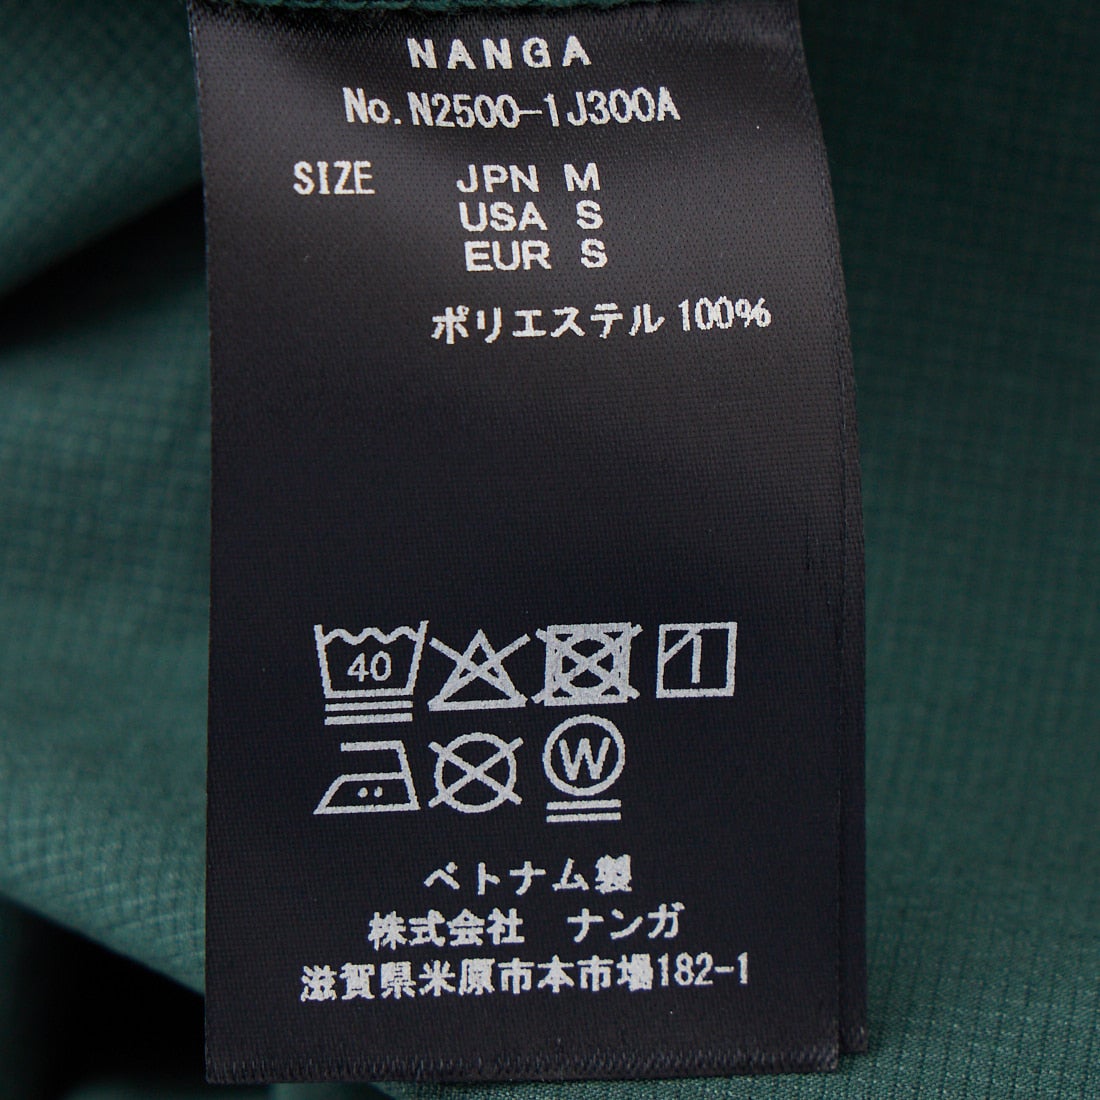 NANGA
No.N2500-1J300A
SIZE JPN M
USA S
EUR S
ポリエステル 100%
40
W
ベトナム製
株式会社 ナンガ
滋賀県米原市本市場182-1